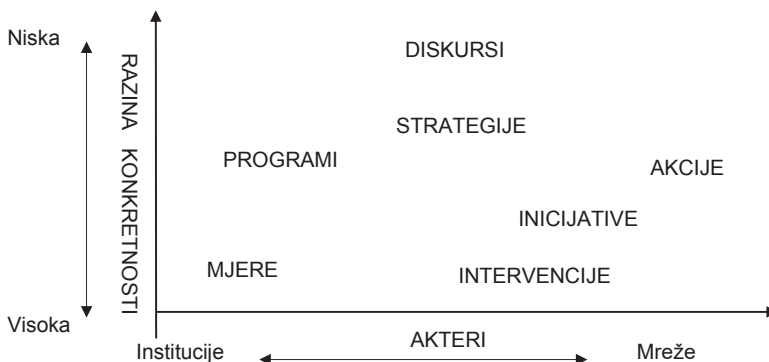 Niska
DISKURSI
RAZINA KONKRETNOSTI
STRATEGIJE
PROGRAMI
AKCIJE
INICIJATIVE
MJERE
INTERVENCIJE
Visoka
AKTERI
Institucije
Mreže